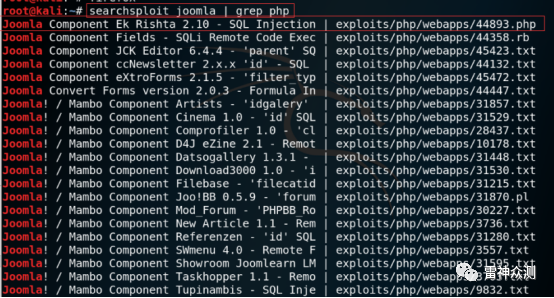 root@kali:~# searchsploit joomla | grep php
Joomla Component Ek Rishta 2.10 - SQL Injection | exploits/php/webapps/44893.php
Joomla Component Fields - SQLi Remote Code Exec | exploits/php/webapps/44358.rb
Joomla Component JCK Editor 6.4.4 - 'parent' SQ | exploits/php/webapps/45423.txt
Joomla Component ccNewsletter 2.x.x 'id' SQL | exploits/php/webapps/44132.txt
Joomla Component eXtroForms 2.1.5 - 'filter_typ | exploits/php/webapps/45472.txt
Joomla Convert Forms version 2.0.3 - Formula I | exploits/php/webapps/44447.txt
Joomla! / Mambo Component Artists - 'idgalery' | exploits/php/webapps/31857.txt
Joomla! / Mambo Component Cinema 1.0 - 'id' SQL | exploits/php/webapps/31529.txt
Joomla! / Mambo Component Comprofiler 1.0 - 'cl | exploits/php/webapps/28437.txt
Joomla! / Mambo Component D4J eZine 2.1 - Remot | exploits/php/webapps/10178.txt
Joomla! / Mambo Component Datsogallery 1.3.1 - | exploits/php/webapps/31448.txt
Joomla! / Mambo Component Download3000 1.0 - 'i | exploits/php/webapps/31530.txt
Joomla! / Mambo Component Filebase - 'filecatid | exploits/php/webapps/31215.txt
Joomla! / Mambo Component Joo!BB 0.5.9 - 'forum | exploits/php/webapps/31870.pl
Joomla! / Mambo Component Mod_Forum - 'PHPBB_Ro | exploits/php/webapps/30227.txt
Joomla! / Mambo Component New Article 1.1 - Rem | exploits/php/webapps/3736.txt
Joomla! / Mambo Component Referenzen - 'id' SQL | exploits/php/webapps/31280.txt
Joomla! / Mambo Component SWmenu 4.0 - Remote F | exploits/php/webapps/3557.txt
Joomla! / Mambo Component Showroom Joomlearn LM | exploits/php/webapps/31595.txt
Joomla! / Mambo Component Taskhopper 1.1 - Remo | exploits/php/webapps/
Joomla! / Mambo Component Tupinambis - SQL Inje | exploits/php/webapps/9832.txt
雷神众测